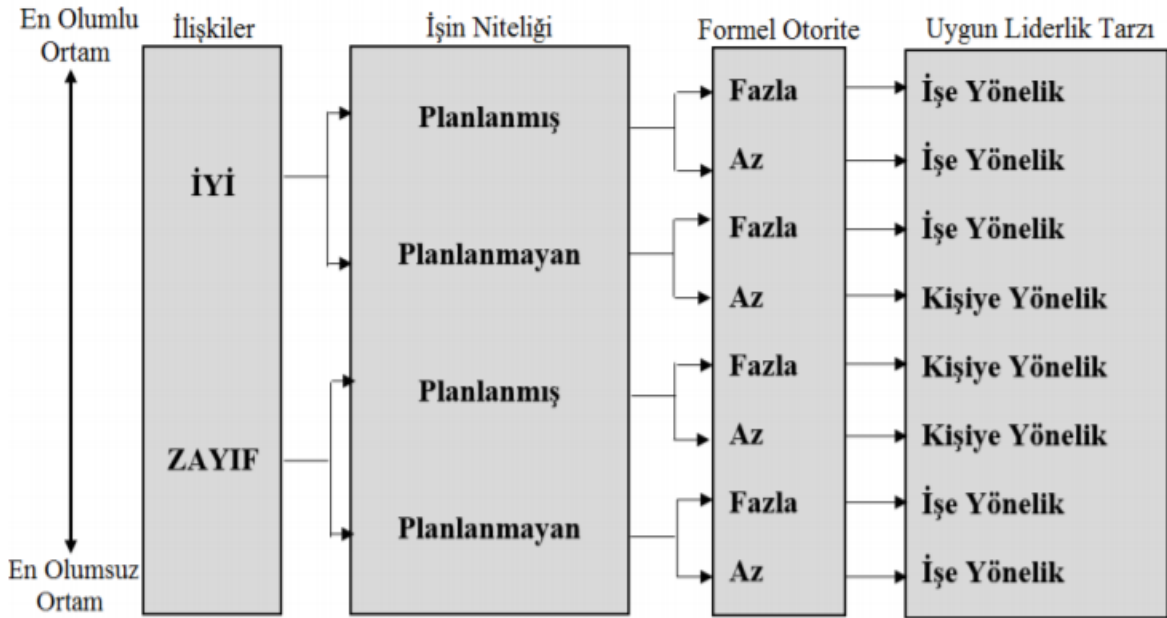 En Olumlu
Ortam
İlişkiler
İşin Niteliği
Formel Otorite
Uygun Liderlik Tarzı
İYİ
Planlanmış
Fazla
İşe Yönelik
Az
İşe Yönelik
Planlanmayan
Fazla
İşe Yönelik
Az
Kişiye Yönelik
ZAYIF
Planlanmış
Fazla
Kişiye Yönelik
Az
Kişiye Yönelik
Planlanmayan
Fazla
İşe Yönelik
Az
İşe Yönelik
En Olumsuz
Ortam